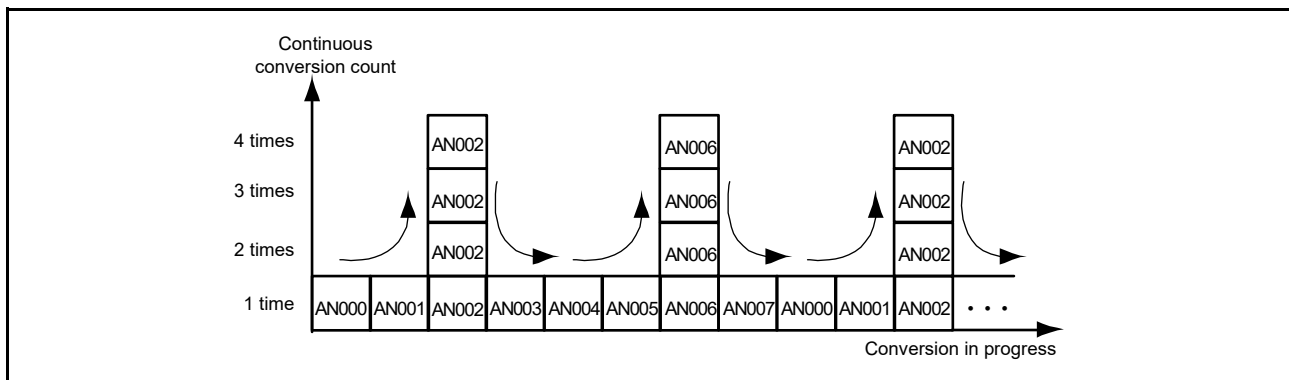 Continuous
conversion count
4 times
AN002
AN006
AN002
3 times
AN002
AN006
AN002
2 times
AN002
AN006
AN002
1 time
AN000
AN001
AN002
AN003
AN004
AN005
AN006
AN007
AN000
AN001
AN002
· · ·
Conversion in progress